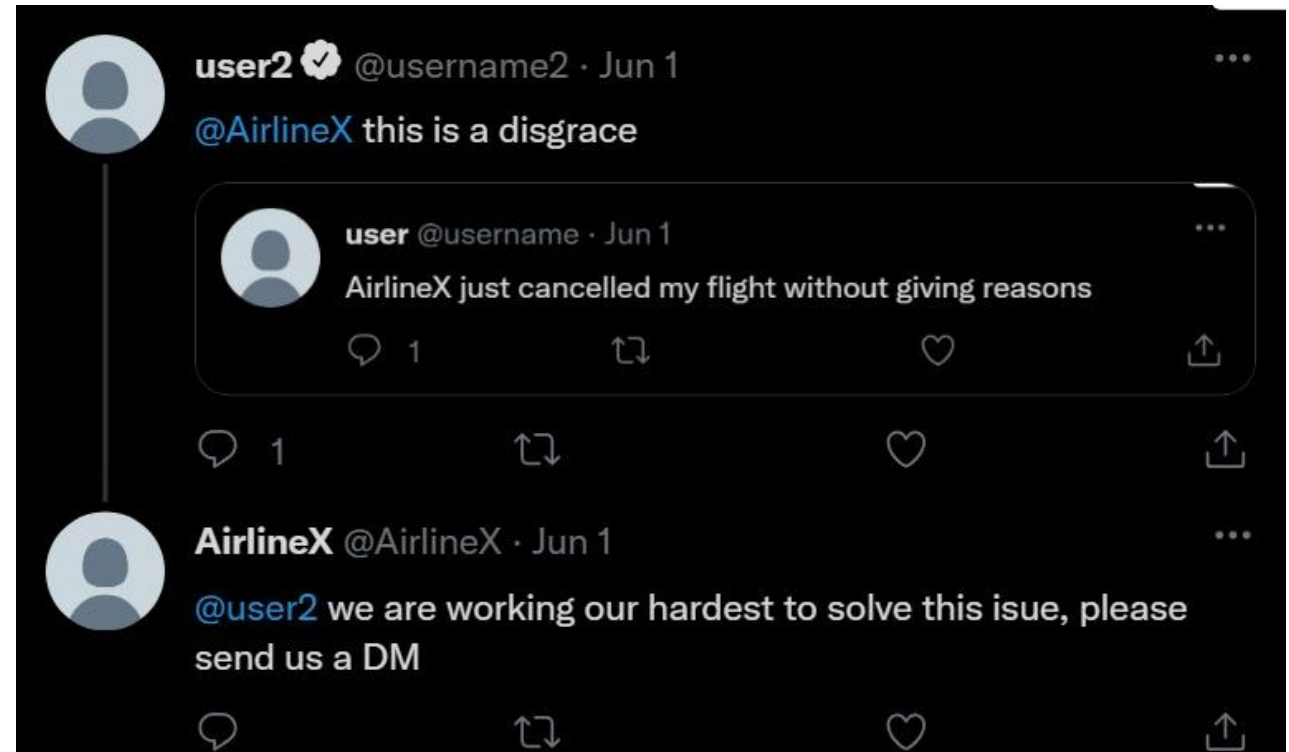 user2 @username2 · Jun 1
@AirlineX this is a disgrace
user @username · Jun 1
AirlineX just cancelled my flight without giving reasons
1
1
AirlineX @AirlineX · Jun 1
@user2 we are working our hardest to solve this isue, please
send us a DM